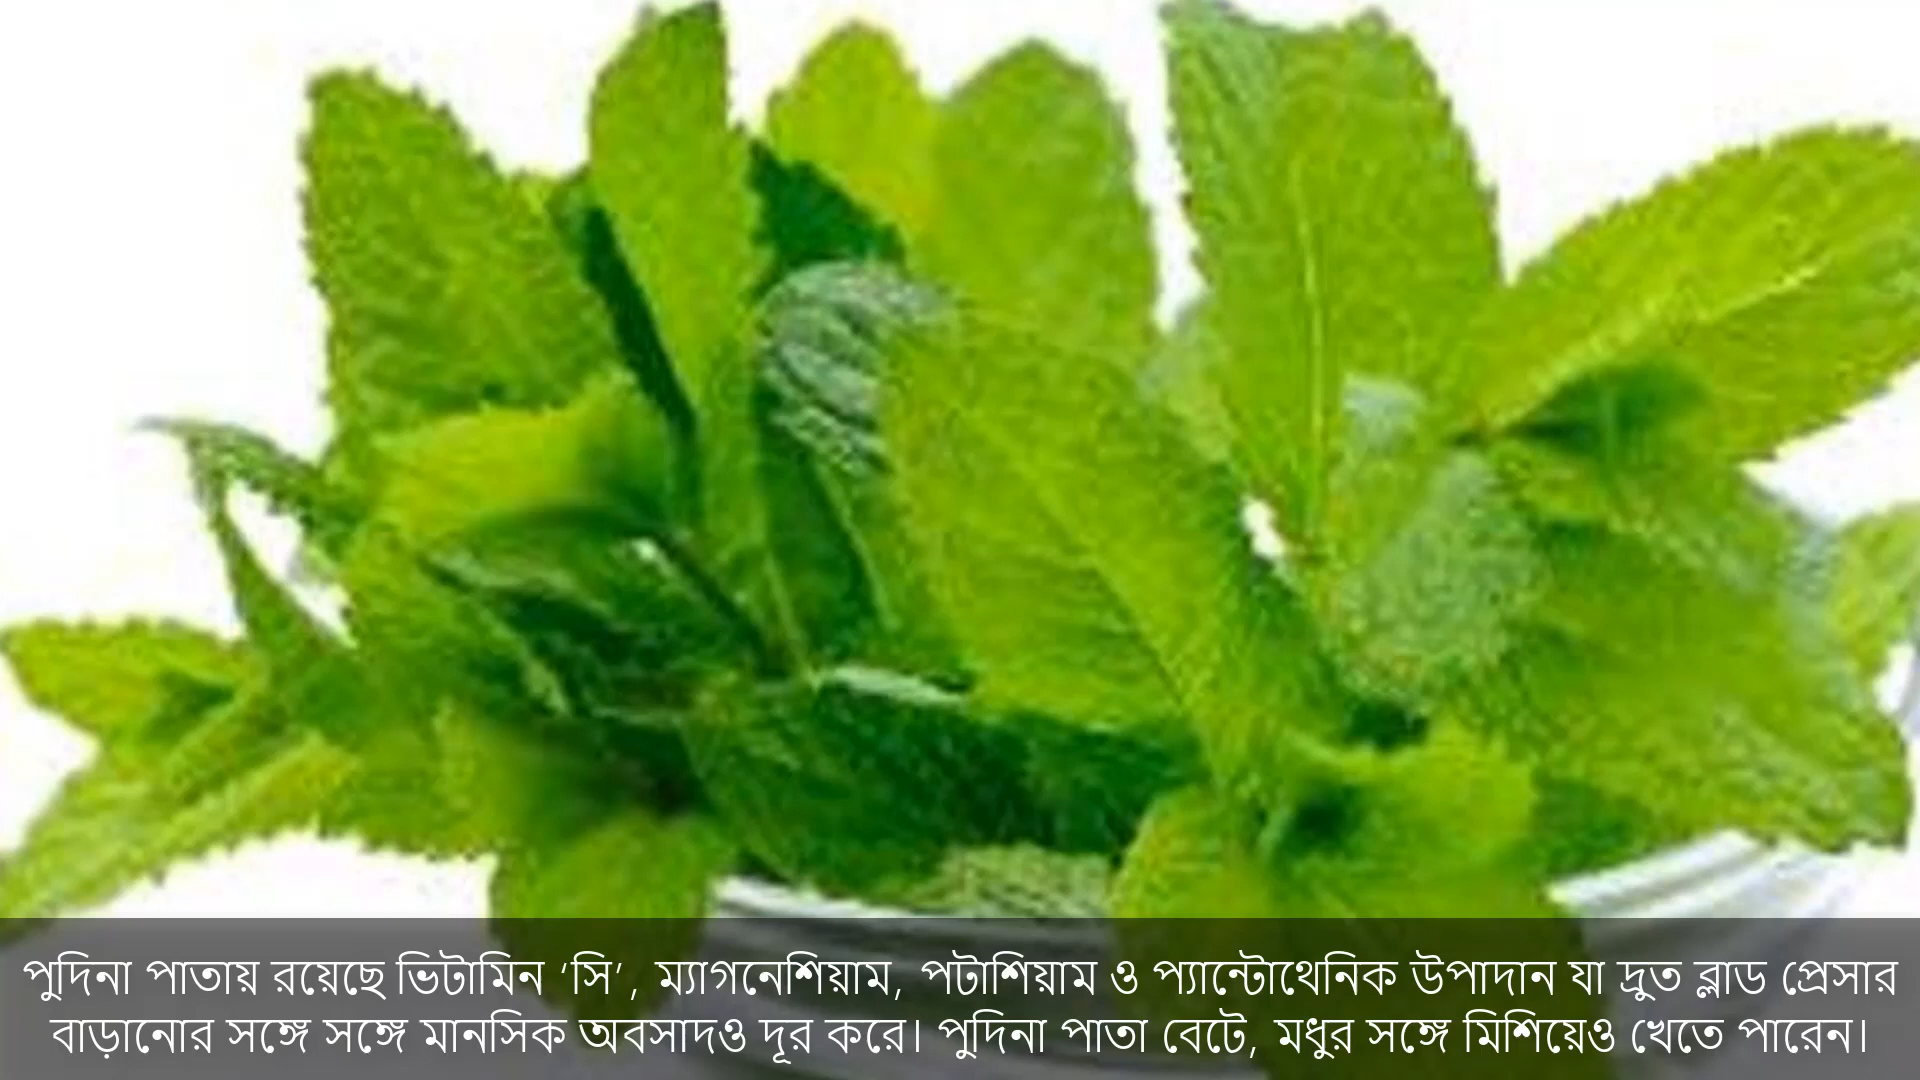 পুদিনা পাতায় রয়েছে ভিটামিন ‘সি’, ম্যাগনেশিয়াম, পটাশিয়াম ও প্যান্টোথেনিক উপাদান যা দ্রুত ব্লাড প্রেসার
বাড়ানোর সঙ্গে সঙ্গে মানসিক অবসাদও দূর করে। পুদিনা পাতা বেটে, মধুর সঙ্গে মিশিয়েও খেতে পারেন।